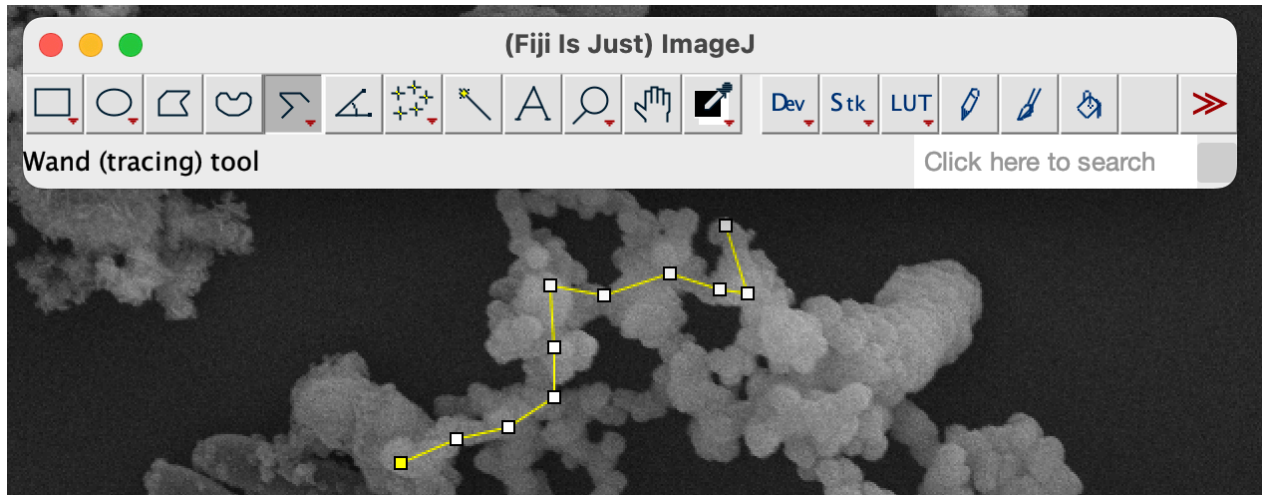 (Fiji Is Just) ImageJ
A Dev Stk LUT
Wand (tracing) tool Click here to search